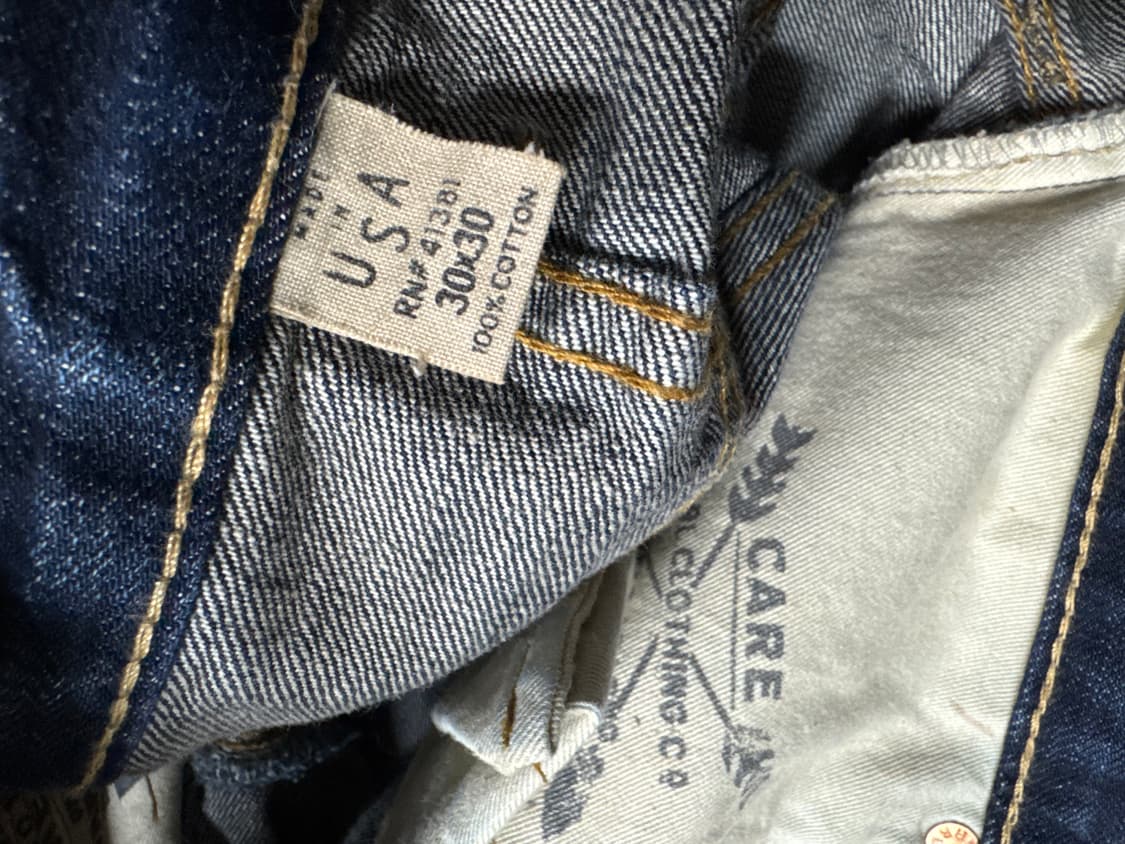 MADE
IN
USA
RN# 41381
30x30
100% COTTON
CARE
CLOTHING CO